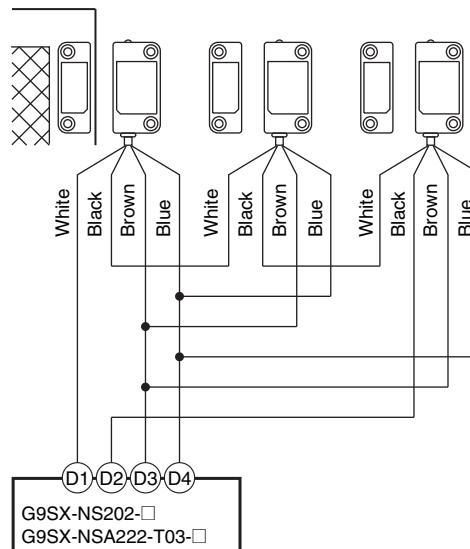 White
Black
Brown
Blue
White
Black
Brown
Blue
White
Black
Brown
Blue
D1 D2 D3 D4
G9SX-NS202-□
G9SX-NSA222-T03-□